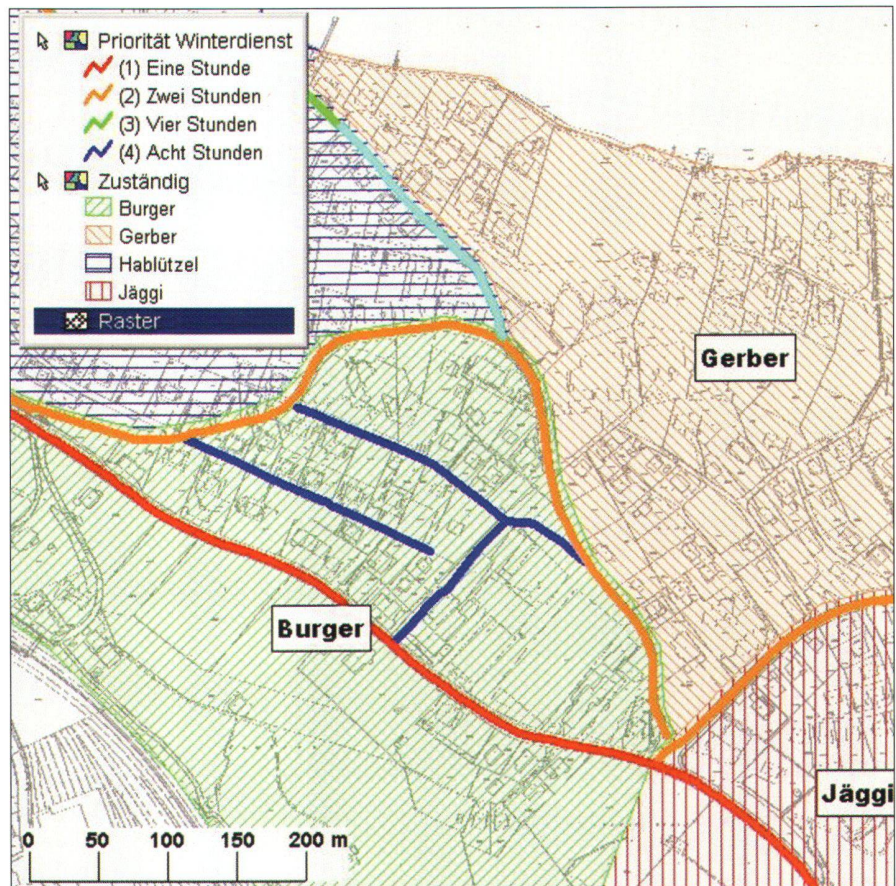 Priorität Winterdienst
(1) Eine Stunde
(2) Zwei Stunden
(3) Vier Stunden
(4) Acht Stunden
Zuständig
Burger
Gerber
Hablützel
Jäggi
Raster
Gerber
Burger
Jäggi
0 50 100 150 200 m